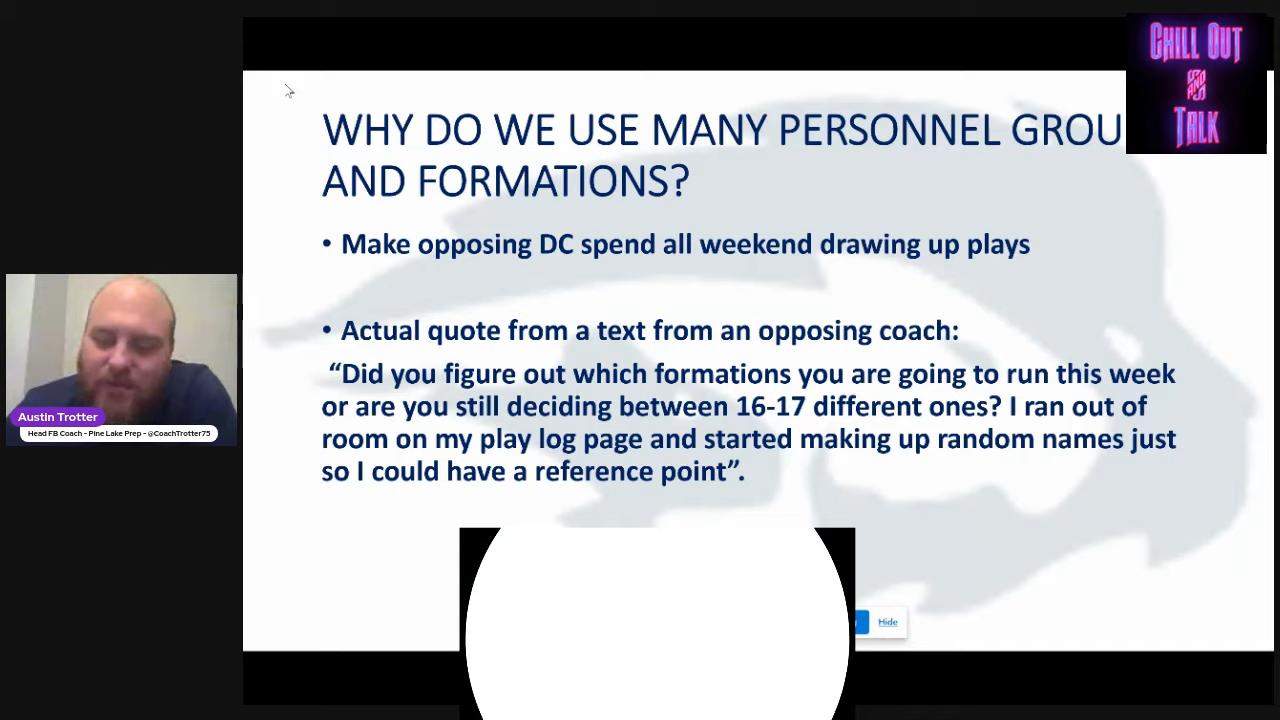 CHILL OUT
AND
TALK
WHY DO WE USE MANY PERSONNEL GROU
AND FORMATIONS?
• Make opposing DC spend all weekend drawing up plays
• Actual quote from a text from an opposing coach:
“Did you figure out which formations you are going to run this week
or are you still deciding between 16-17 different ones? I ran out of
room on my play log page and started making up random names just
so I could have a reference point”.
Austin Trotter
Head FB Coach - Pine Lake Prep - @CoachTrotter75
Hide